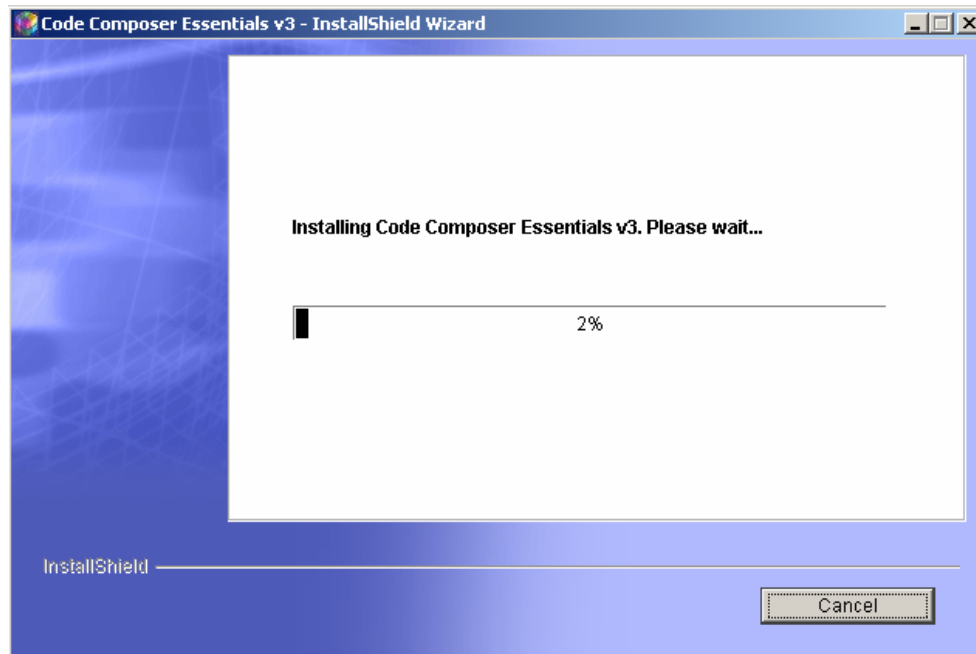 Code Composer Essentials v3 - InstallShield Wizard
Installing Code Composer Essentials v3. Please wait...
2%
InstallShield
Cancel